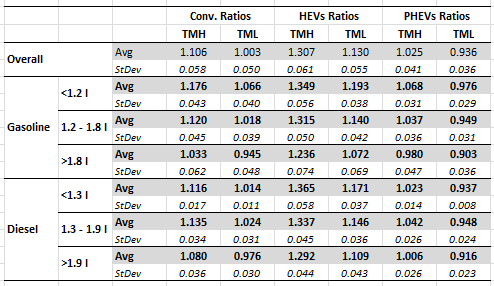 Conv. Ratios HEVs Ratios PHEVs Ratios
TMH TML TMH TML TMH TML
Overall Avg 1.106 1.003 1.307 1.130 1.025 0.936
StDev 0.058 0.050 0.061 0.055 0.041 0.036
Gasoline <1.2 l Avg 1.176 1.066 1.349 1.193 1.068 0.976
StDev 0.043 0.040 0.056 0.038 0.031 0.029
1.2 - 1.8 l Avg 1.120 1.018 1.315 1.140 1.037 0.949
StDev 0.045 0.039 0.050 0.042 0.036 0.031
>1.8 l Avg 1.033 0.945 1.236 1.072 0.980 0.903
StDev 0.062 0.048 0.074 0.069 0.047 0.036
Diesel <1.3 l Avg 1.116 1.014 1.365 1.171 1.023 0.937
StDev 0.017 0.011 0.058 0.037 0.014 0.008
1.3 - 1.9 l Avg 1.135 1.024 1.337 1.146 1.042 0.948
StDev 0.034 0.031 0.045 0.036 0.026 0.024
>1.9 l Avg 1.080 0.976 1.292 1.109 1.006 0.916
StDev 0.036 0.030 0.044 0.043 0.026 0.023